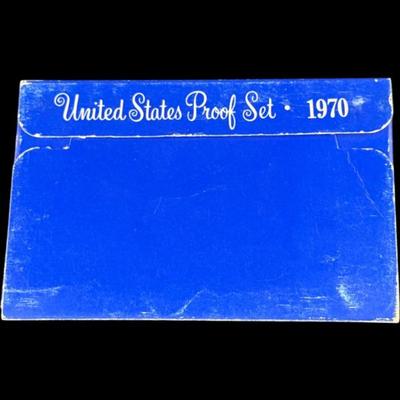 United States Proof Set · 1970